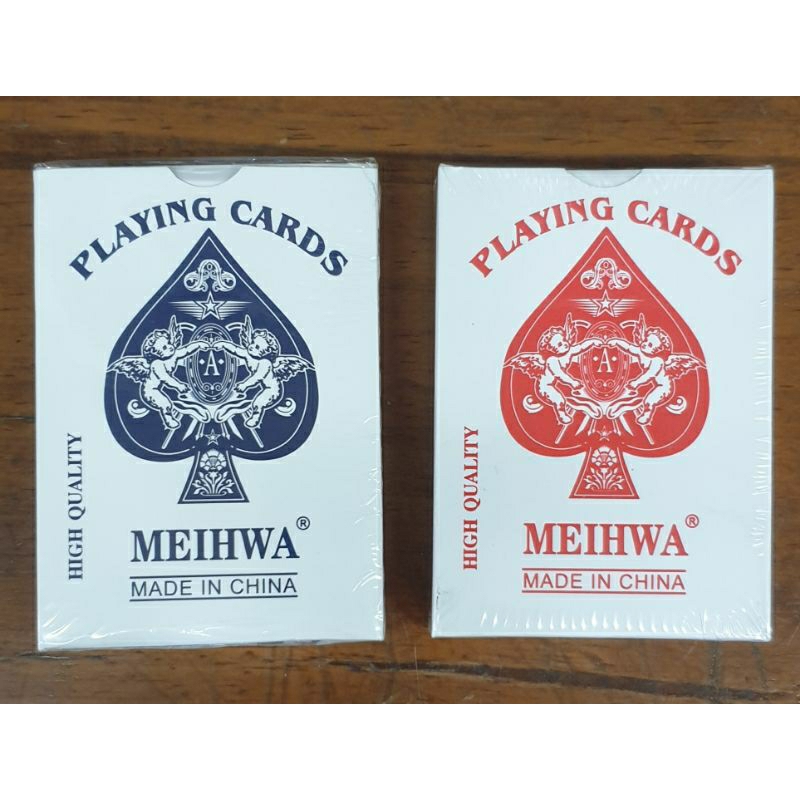 PLAYING CARDS
A
HIGH QUALITY
MEIHWA®
MADE IN CHINA
PLAYING CARDS
A
HIGH QUALITY
MEIHWA®
MADE IN CHINA